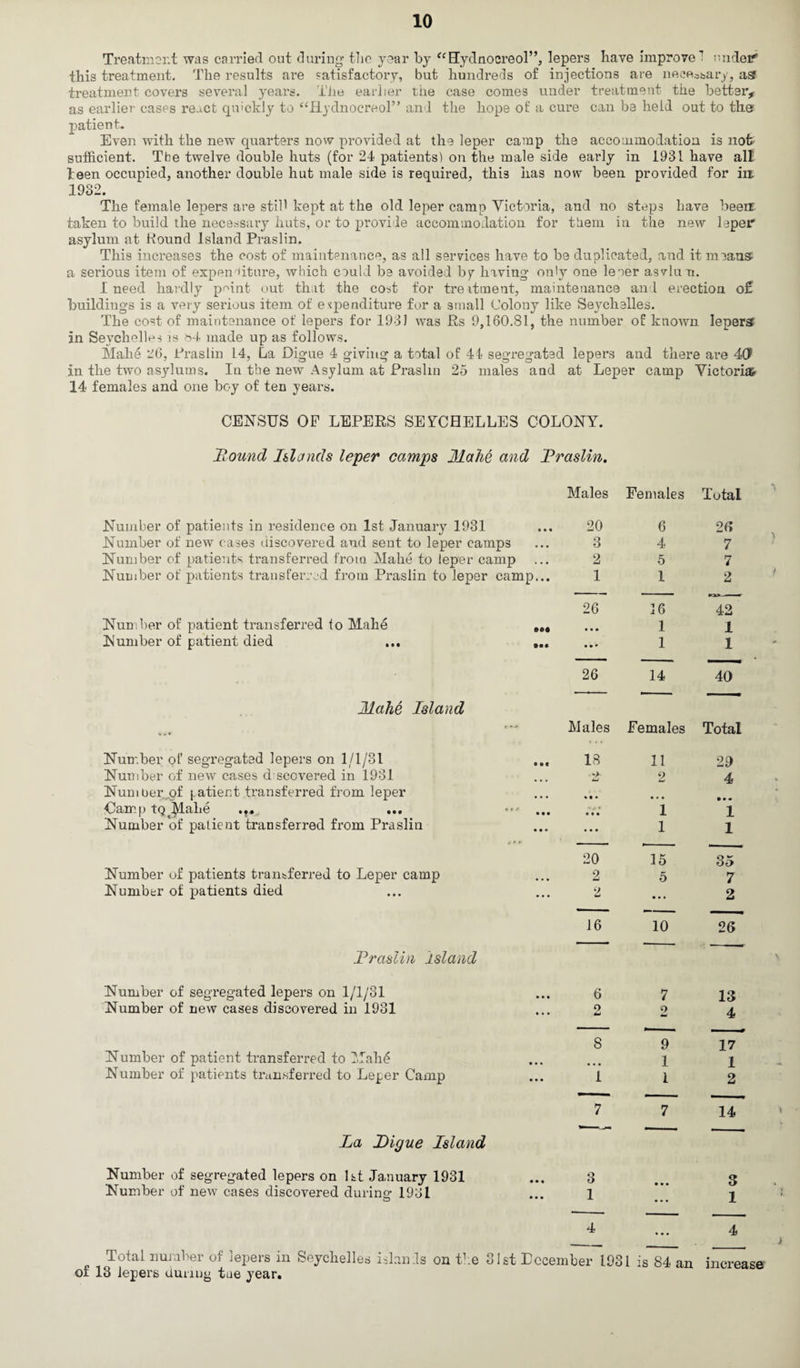 10
Treatment was carried out during the year by “Hydnocreol”, lepers have improved under
this treatment. The results are satisfactory, but hundreds of injections are necessary, as
treatment covers several years. The earlier the case comes under treatment the better,
as earlier cases react quickly to “Hydnocreol” and the hope of a cure can be held out to the
patient.
Even with the new quarters now provided at the leper camp the accommodation is not
sufficient. The twelve double huts (for 24 patients) on the male side early in 1931 have all
been occupied, another double hut male side is required, this has now been provided for in
1932.
The female lepers are still kept at the old leper camp Victoria, and no steps have been
taken to build the necessary huts, or to provide accommodation for them in the new leper
asylum at Round Island Praslin.
This increases the cost of maintenance, as all services have to be duplicated, and it means
a serious item of expenditure, which could be avoided by having only one leper asylum.
I need hardly point out that the cost for treatment, maintenance and erection of
buildings is a very serious item of expenditure for a small Colony like Seychelles.
The cost of maintenance of lepers for 1931 was Rs 9,160.81, the number of known lepers
in Seychelles is 84 made up as follows.
Mahé 26, Praslin 14, La Digue 4 giving a total of 44 segregated lepers and there are 40
in the two asylums. In the new Asylum at Praslin 25 males and at Leper camp Victoria
14 females and one boy of ten years.
CENSUS OF LEPERS SEYCHELLES COLONY.
Round Islands leper camps Mahé and Praslin.
Males Females Total
Number of patients in residence on 1st January 1931 ... 20 6 26
Number of new cases discovered and sent to leper camps ... 3 4 7
Number of patients transferred from Mahé to leper camp ... 2 5 7
Number of patients transferred from Praslin to leper camp... 1 1 2
26 16 42
Number of patient transferred to Mahé ... ... 1 1
Number of patient died ... ... ... 1 1
26 14 40
Mahé Island
Males Females Total
Number of segregated lepers on 1/1/31 ... 18 11 29
Number of new cases discovered in 1931 ... 2 2 4
Number of patient transferred from leper ... ... ... ...
Camp to Mahé ... ... ... ... 1 1
Number of patient transferred from Praslin ... ... 1 1
20 15 35
Number of patients transferred to Leper camp ... 2 5 7
Number of patients died ... ... 2 ... 2
16 10 26
Praslin Island
Number of segregated lepers on 1/1/31 ... 6 7 13
Number of new cases discovered in 1931 ... 2 2 4
8 9 17
Number of patient transferred to Mahé ... ... 1 1
Number of patients transferred to Leper Camp ... 1 1 2
7 7 14
La Digue Island
Number of segregated lepers on 1st January 1931 ... 3 ... 3
Number of new cases discovered during 1931 ... 1 ... 1
4 ... 4
Total number of lepers in Seychelles islands on the 31st December 1931 is 84 an increase
of 13 lepers during the year.